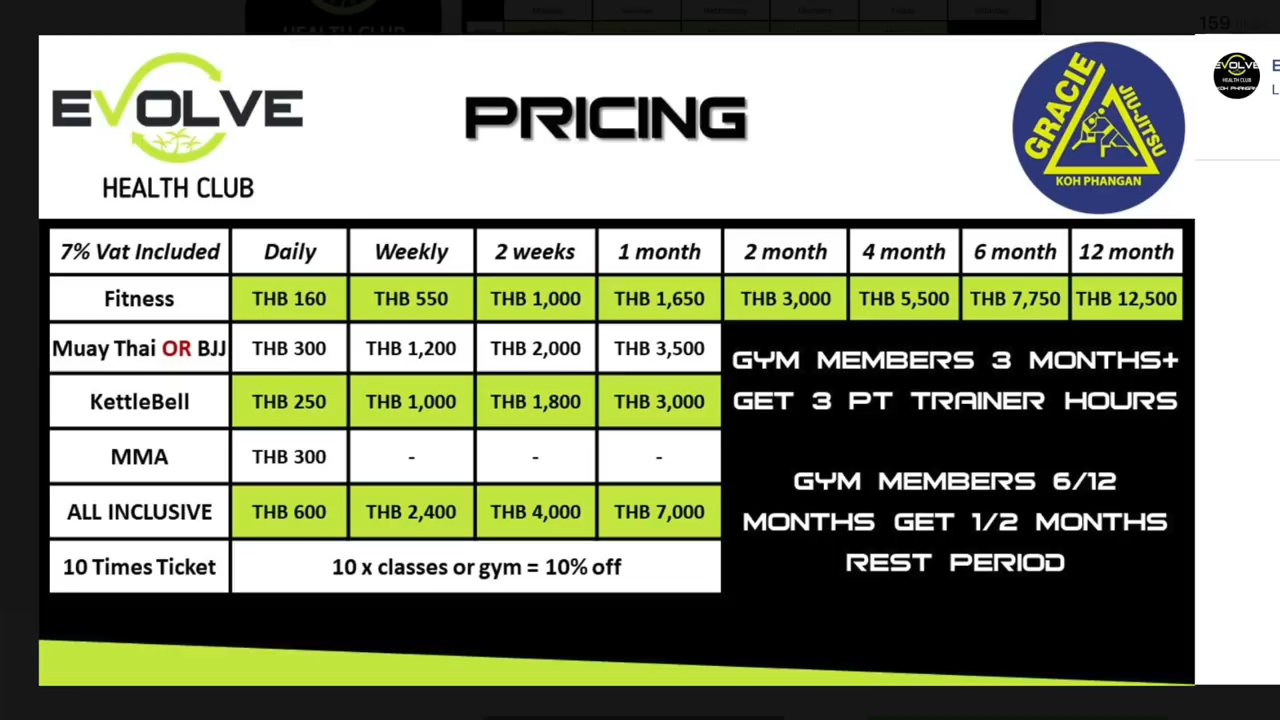 159
EVOLVE
HEALTH CLUB
PRICING
GRACIE JIU-JITSU
KOH PHANGAN
EVOLVE
HEALTH CLUB
KOH PHANGAN
E
L
7% Vat Included Daily Weekly 2 weeks 1 month 2 month 4 month 6 month 12 month
Fitness THB 160 THB 550 THB 1,000 THB 1,650 THB 3,000 THB 5,500 THB 7,750 THB 12,500
Muay Thai OR BJJ THB 300 THB 1,200 THB 2,000 THB 3,500
KettleBell THB 250 THB 1,000 THB 1,800 THB 3,000
MMA THB 300 - - -
ALL INCLUSIVE THB 600 THB 2,400 THB 4,000 THB 7,000
10 Times Ticket 10 x classes or gym = 10% off
GYM MEMBERS 3 MONTHS+
GET 3 PT TRAINER HOURS
GYM MEMBERS 6/12
MONTHS GET 1/2 MONTHS
REST PERIOD